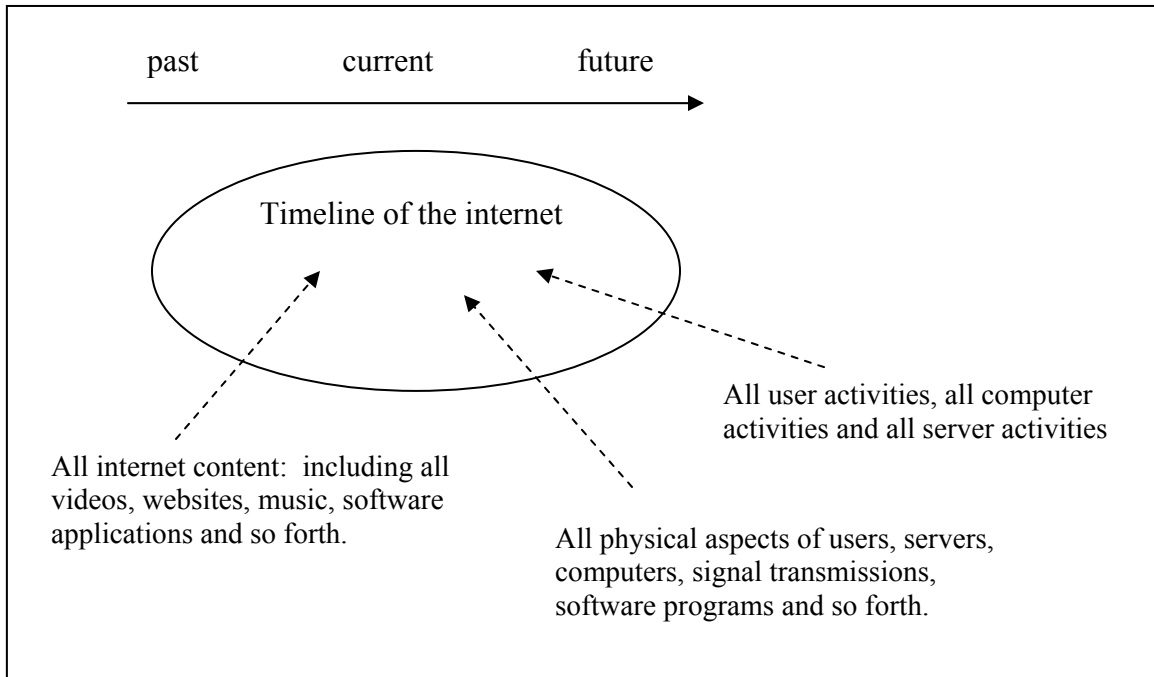 past current future
Timeline of the internet
All user activities, all computer
activities and all server activities
All internet content:  including all
videos, websites, music, software
applications and so forth.
All physical aspects of users, servers,
computers, signal transmissions,
software programs and so forth.